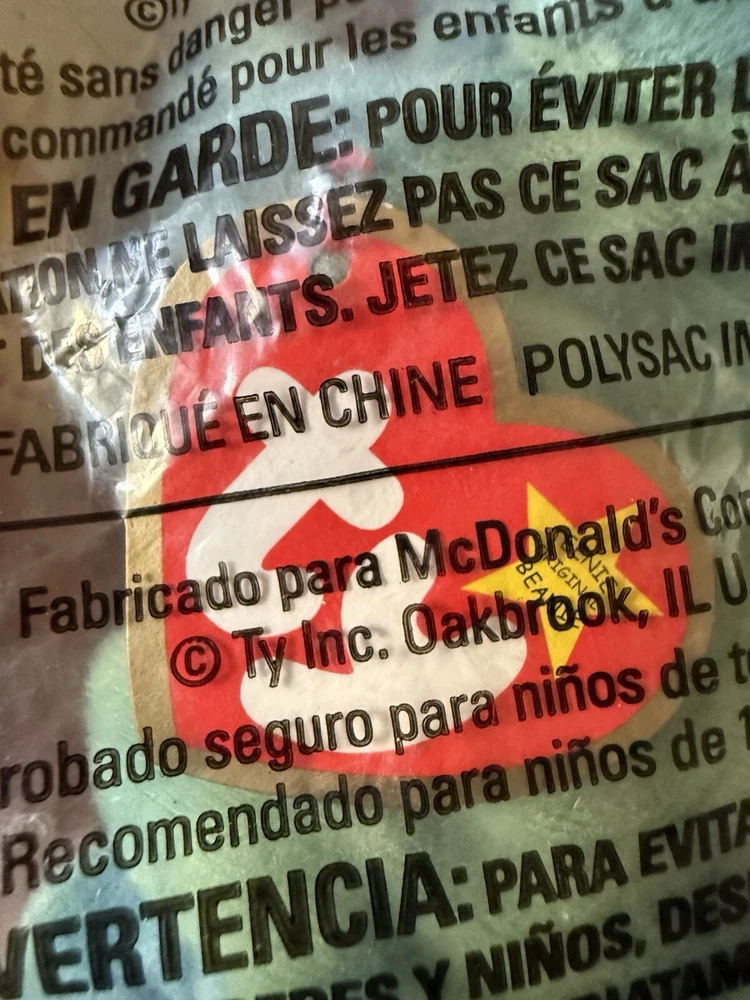 té sans danger
commandé pour les enfants
EN GARDE: POUR ÉVITER
LAISSEZ PAS CE SAC À
DES ENFANTS. JETEZ CE SAC
FABRIQUÉ EN CHINE POLYSAC
Fabricado para McDonald's
© Ty Inc. Oakbrook, IL U
robado seguro para niños de
Recomendado para niños de 1
VERTENCIA: PARA EVITA
Y NIÑOS, DES